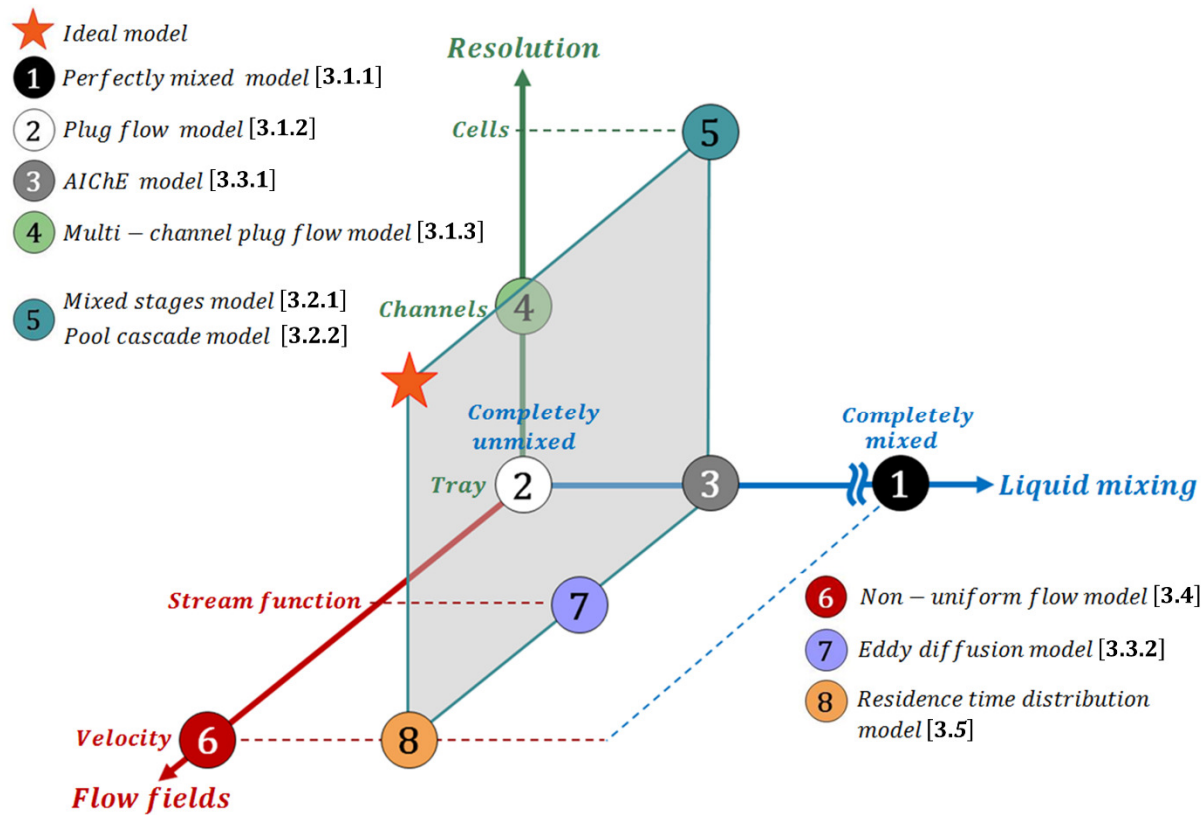 Ideal model
1 Perfectly mixed model [3.1.1]
2 Plug flow model [3.1.2]
3 AIChE model [3.3.1]
4 Multi − channel plug flow model [3.1.3]
5 Mixed stages model [3.2.1]
Pool cascade model [3.2.2]
Resolution
Cells
5
Channels
4
Completely
unmixed
Completely
mixed
Tray
2
3
1
Liquid mixing
Stream function
7
Velocity
6
8
Flow fields
6 Non − uniform flow model [3.4]
7 Eddy diffusion model [3.3.2]
8 Residence time distribution
model [3.5]